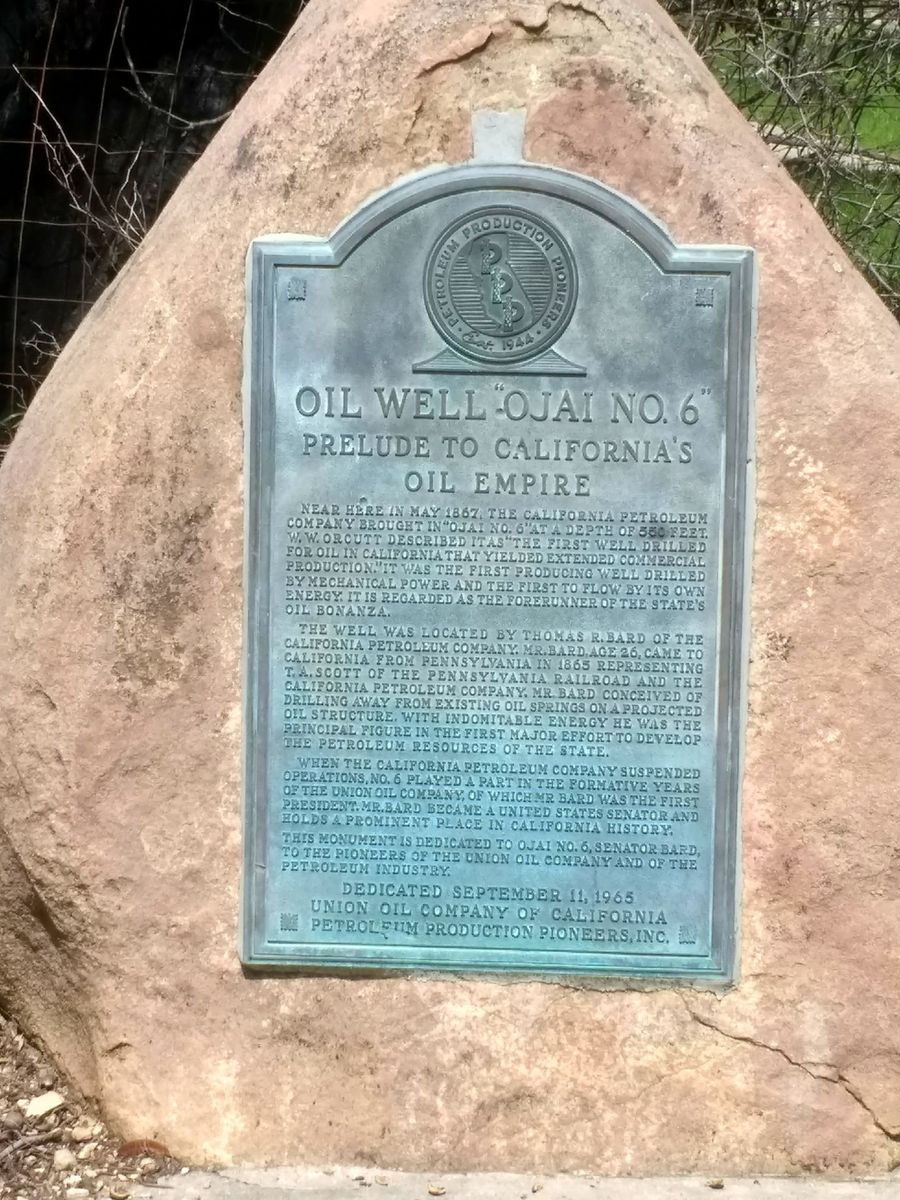 PETROLEUM PRODUCTION PIONEERS
PPP
Est. 1944
OIL WELL "OJAI NO. 6"
PRELUDE TO CALIFORNIA'S
OIL EMPIRE
NEAR HERE IN MAY 1867, THE CALIFORNIA PETROLEUM
COMPANY BROUGHT IN "OJAI NO. 6" AT A DEPTH OF 550 FEET.
W. W. ORCUTT DESCRIBED IT AS "THE FIRST WELL DRILLED
FOR OIL IN CALIFORNIA THAT YIELDED EXTENDED COMMERCIAL
PRODUCTION." IT WAS THE FIRST PRODUCING WELL DRILLED
BY MECHANICAL POWER AND THE FIRST TO FLOW BY ITS OWN
ENERGY. IT IS REGARDED AS THE FORERUNNER OF THE STATE'S
OIL BONANZA.
THE WELL WAS LOCATED BY THOMAS R. BARD OF THE
CALIFORNIA PETROLEUM COMPANY. MR. BARD, AGE 26, CAME TO
CALIFORNIA FROM PENNSYLVANIA IN 1865 REPRESENTING
T. A. SCOTT OF THE PENNSYLVANIA RAILROAD AND THE
CALIFORNIA PETROLEUM COMPANY. MR. BARD CONCEIVED OF
DRILLING AWAY FROM EXISTING OIL SPRINGS ON A PROJECTED
OIL STRUCTURE. WITH INDOMITABLE ENERGY HE WAS THE
PRINCIPAL FIGURE IN THE FIRST MAJOR EFFORT TO DEVELOP
THE PETROLEUM RESOURCES OF THE STATE.
WHEN THE CALIFORNIA PETROLEUM COMPANY SUSPENDED
OPERATIONS, NO. 6 PLAYED A PART IN THE FORMATIVE YEARS
OF THE UNION OIL COMPANY, OF WHICH MR BARD WAS THE FIRST
PRESIDENT. MR. BARD BECAME A UNITED STATES SENATOR AND
HOLDS A PROMINENT PLACE IN CALIFORNIA HISTORY.
THIS MONUMENT IS DEDICATED TO OJAI NO. 6, SENATOR BARD,
TO THE PIONEERS OF THE UNION OIL COMPANY AND OF THE
PETROLEUM INDUSTRY.
DEDICATED SEPTEMBER 11, 1965
UNION OIL COMPANY OF CALIFORNIA
PETROLEUM PRODUCTION PIONEERS, INC.